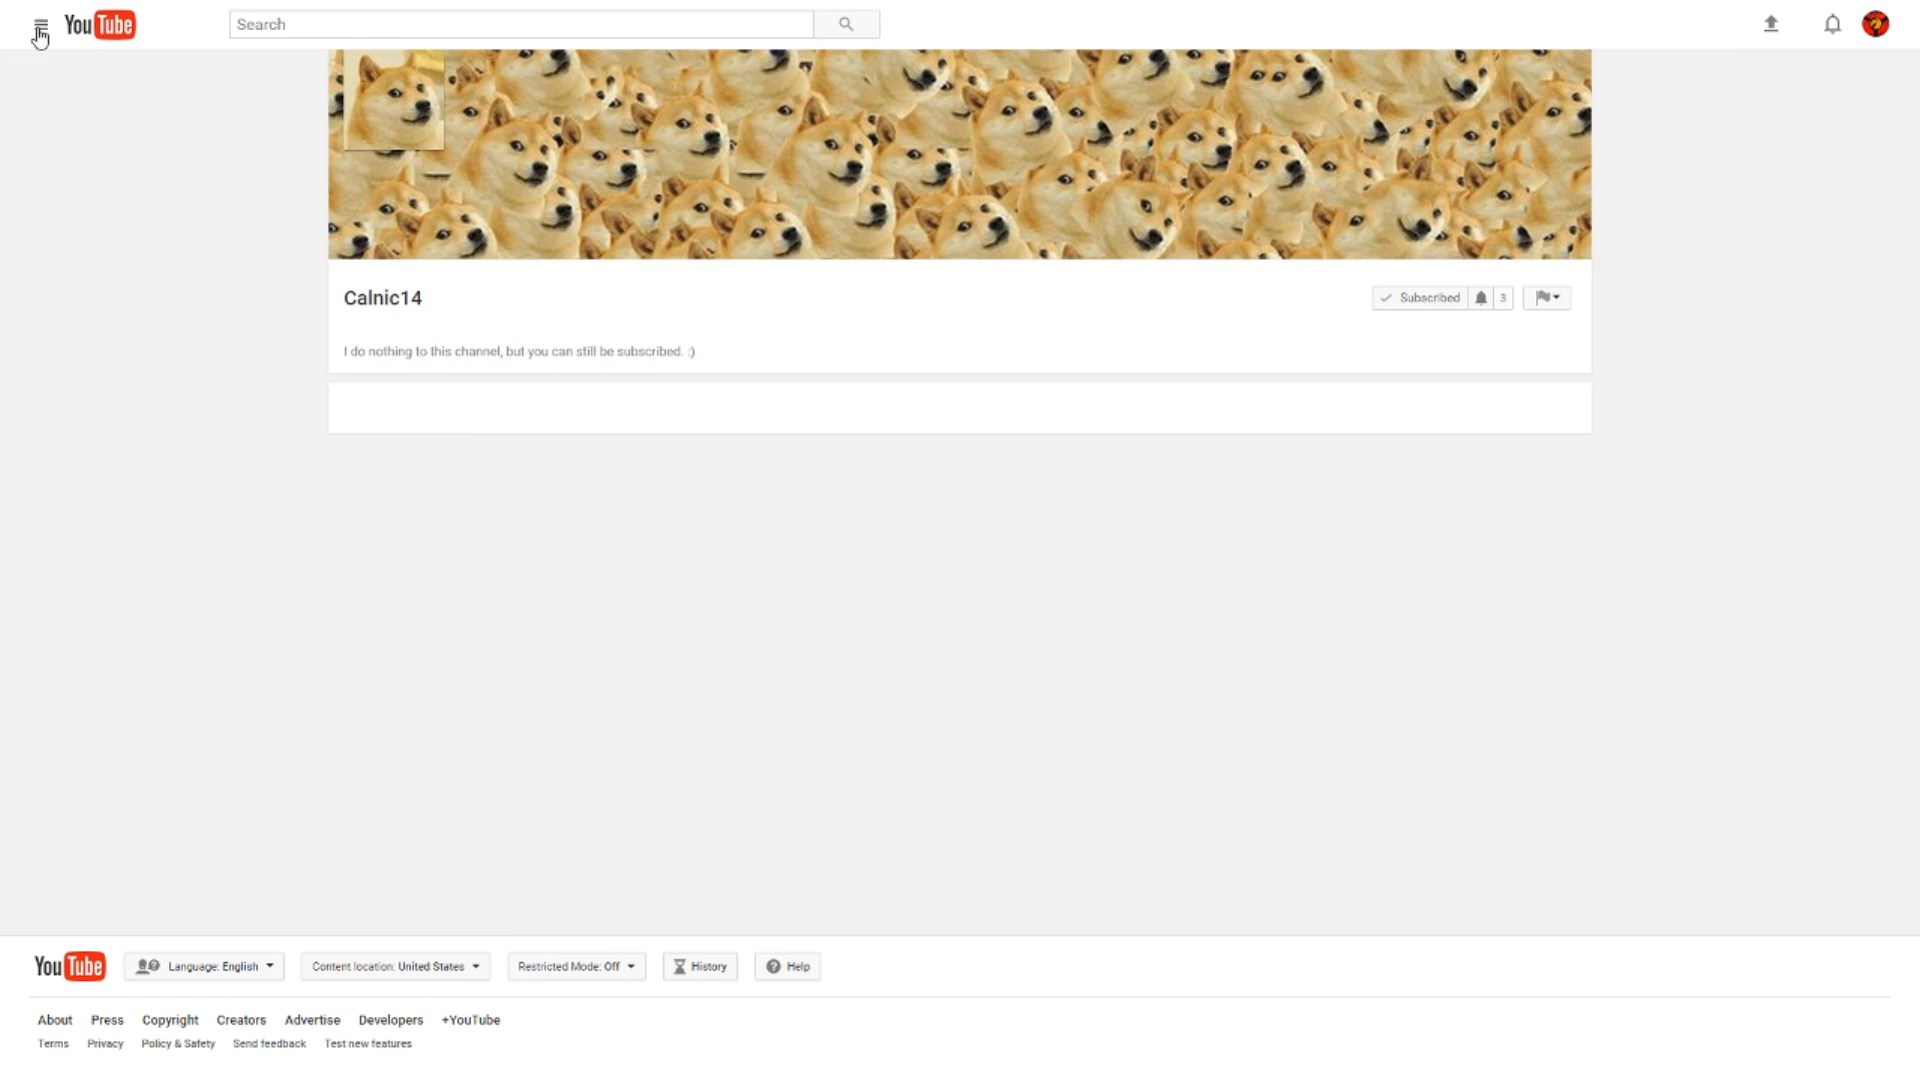 YouTube
Search
Calnic14
Subscribed 3
I do nothing to this channel, but you can still be subscribed. :)
YouTube Language: English Content location: United States Restricted Mode: Off History Help
About Press Copyright Creators Advertise Developers +YouTube
Terms Privacy Policy & Safety Send feedback Test new features